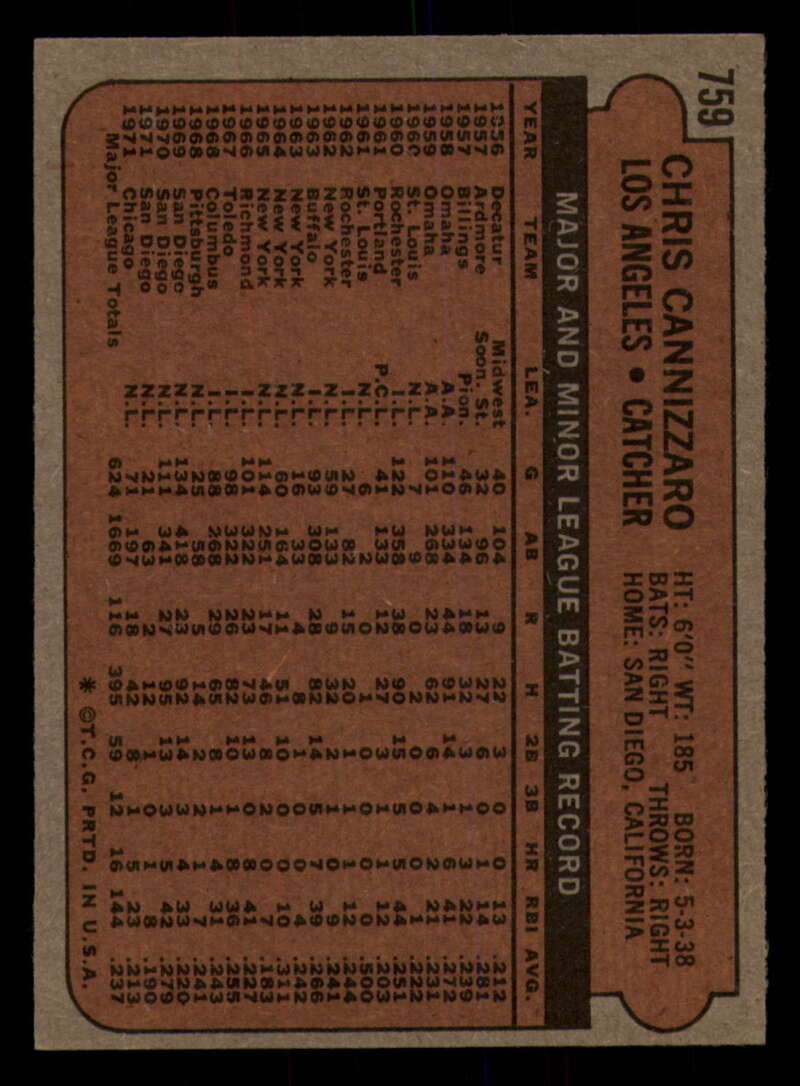 759
CHRIS CANNIZZARO
LOS ANGELES • CATCHER
HT: 6'0" WT: 185 BORN: 5-3-38
BATS: RIGHT THROWS: RIGHT
HOME: SAN DIEGO, CALIFORNIA
MAJOR AND MINOR LEAGUE BATTING RECORD
YEAR TEAM LEA. G AB R H 2B 3B HR RBI AVG.
1956 Decatur Midwest 40 104 9 22 3 0 0 13 .212
1957 Ardmore Soon. St. 32 96 13 27 6 0 1 14 .281
1957 Billings Pion. 46 134 18 32 3 1 3 22 .239
1958 Omaha A.A. 110 334 44 91 14 1 6 41 .272
1959 Omaha A.A. 101 268 23 62 6 4 2 21 .231
1960 St. Louis N.L. 7 9 0 2 0 0 0 1 .222
1960 Rochester I.L. 122 358 38 90 15 5 5 44 .251
1961 Portland P.C.L. 41 133 12 27 3 1 1 12 .203
1961 St. Louis N.L. 6 2 0 1 0 0 0 0 .500
1962 Rochester I.L. 27 82 15 20 1 1 1 12 .244
1962 New York N.L. 59 133 9 32 2 1 0 9 .241
1963 Buffalo I.L. 93 308 28 82 14 5 7 39 .266
1963 New York N.L. 16 33 4 8 1 0 0 4 .242
1964 New York N.L. 60 164 11 51 10 0 0 10 .311
1965 New York N.L. 114 251 17 46 8 2 0 7 .183
1966 Richmond I.L. 101 322 23 73 13 0 8 41 .227
1967 Toledo I.L. 98 322 26 82 10 1 8 36 .255
1968 Columbus I.L. 88 268 29 65 8 1 4 31 .243
1968 Pittsburgh N.L. 25 58 5 14 2 2 1 7 .241
1969 San Diego N.L. 134 418 23 92 14 3 4 33 .220
1970 San Diego N.L. 111 341 27 95 13 3 5 42 .279
1971 San Diego N.L. 21 63 2 12 1 0 1 8 .190
1971 Chicago N.L. 71 197 18 42 8 1 5 23 .213
Major League Totals 624 1669 116 395 59 12 16 144 .237
* ©T.C.G. PRTD. IN U.S.A.